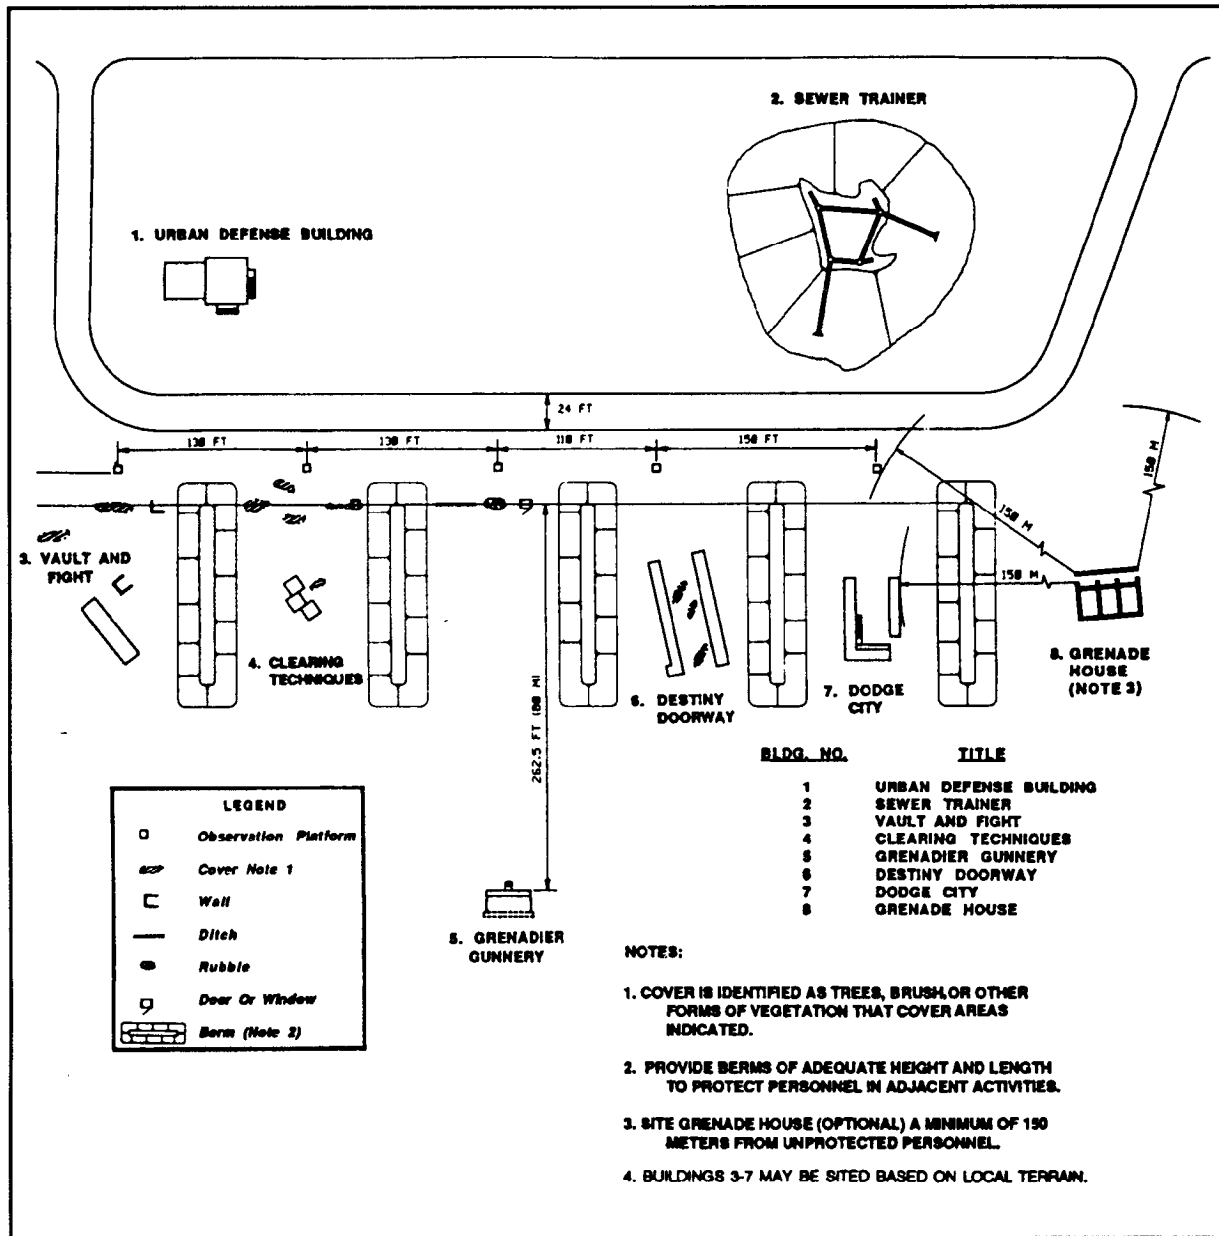 2. SEWER TRAINER
1. URBAN DEFENSE BUILDING
24 FT
130 FT
130 FT
110 FT
150 FT
150 M
150 M
150 M
3. VAULT AND
FIGHT
4. CLEARING
TECHNIQUES
262.5 FT (80 M)
6. DESTINY
DOORWAY
7. DODGE
CITY
8. GRENADE
HOUSE
(NOTE 3)
5. GRENADIER
GUNNERY
BLDG. NO. TITLE
1 URBAN DEFENSE BUILDING
2 SEWER TRAINER
3 VAULT AND FIGHT
4 CLEARING TECHNIQUES
5 GRENADIER GUNNERY
6 DESTINY DOORWAY
7 DODGE CITY
8 GRENADE HOUSE
LEGEND
Observation Platform
Cover Note 1
Wall
Ditch
Rubble
Door Or Window
Berm (Note 2)
NOTES:
1. COVER IS IDENTIFIED AS TREES, BRUSH, OR OTHER
FORMS OF VEGETATION THAT COVER AREAS
INDICATED.
2. PROVIDE BERMS OF ADEQUATE HEIGHT AND LENGTH
TO PROTECT PERSONNEL IN ADJACENT ACTIVITIES.
3. SITE GRENADE HOUSE (OPTIONAL) A MINIMUM OF 150
METERS FROM UNPROTECTED PERSONNEL.
4. BUILDINGS 3-7 MAY BE SITED BASED ON LOCAL TERRAIN.